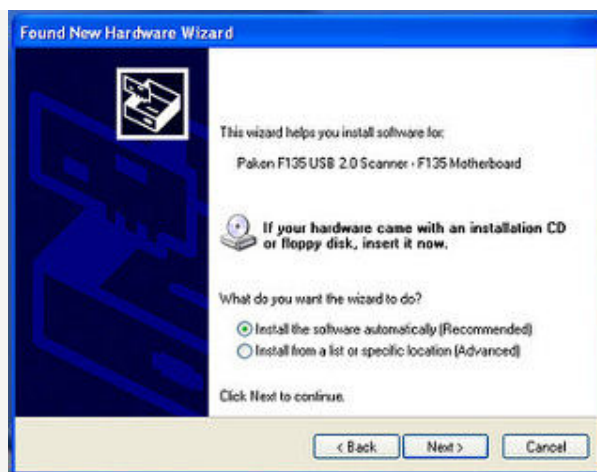 Found New Hardware Wizard
This wizard helps you install software for:
Pakon F135 USB 2.0 Scanner - F135 Motherboard
If your hardware came with an installation CD
or floppy disk, insert it now.
What do you want the wizard to do?
Install the software automatically (Recommended)
Install from a list or specific location (Advanced)
Click Next to continue.
< Back
Next >
Cancel